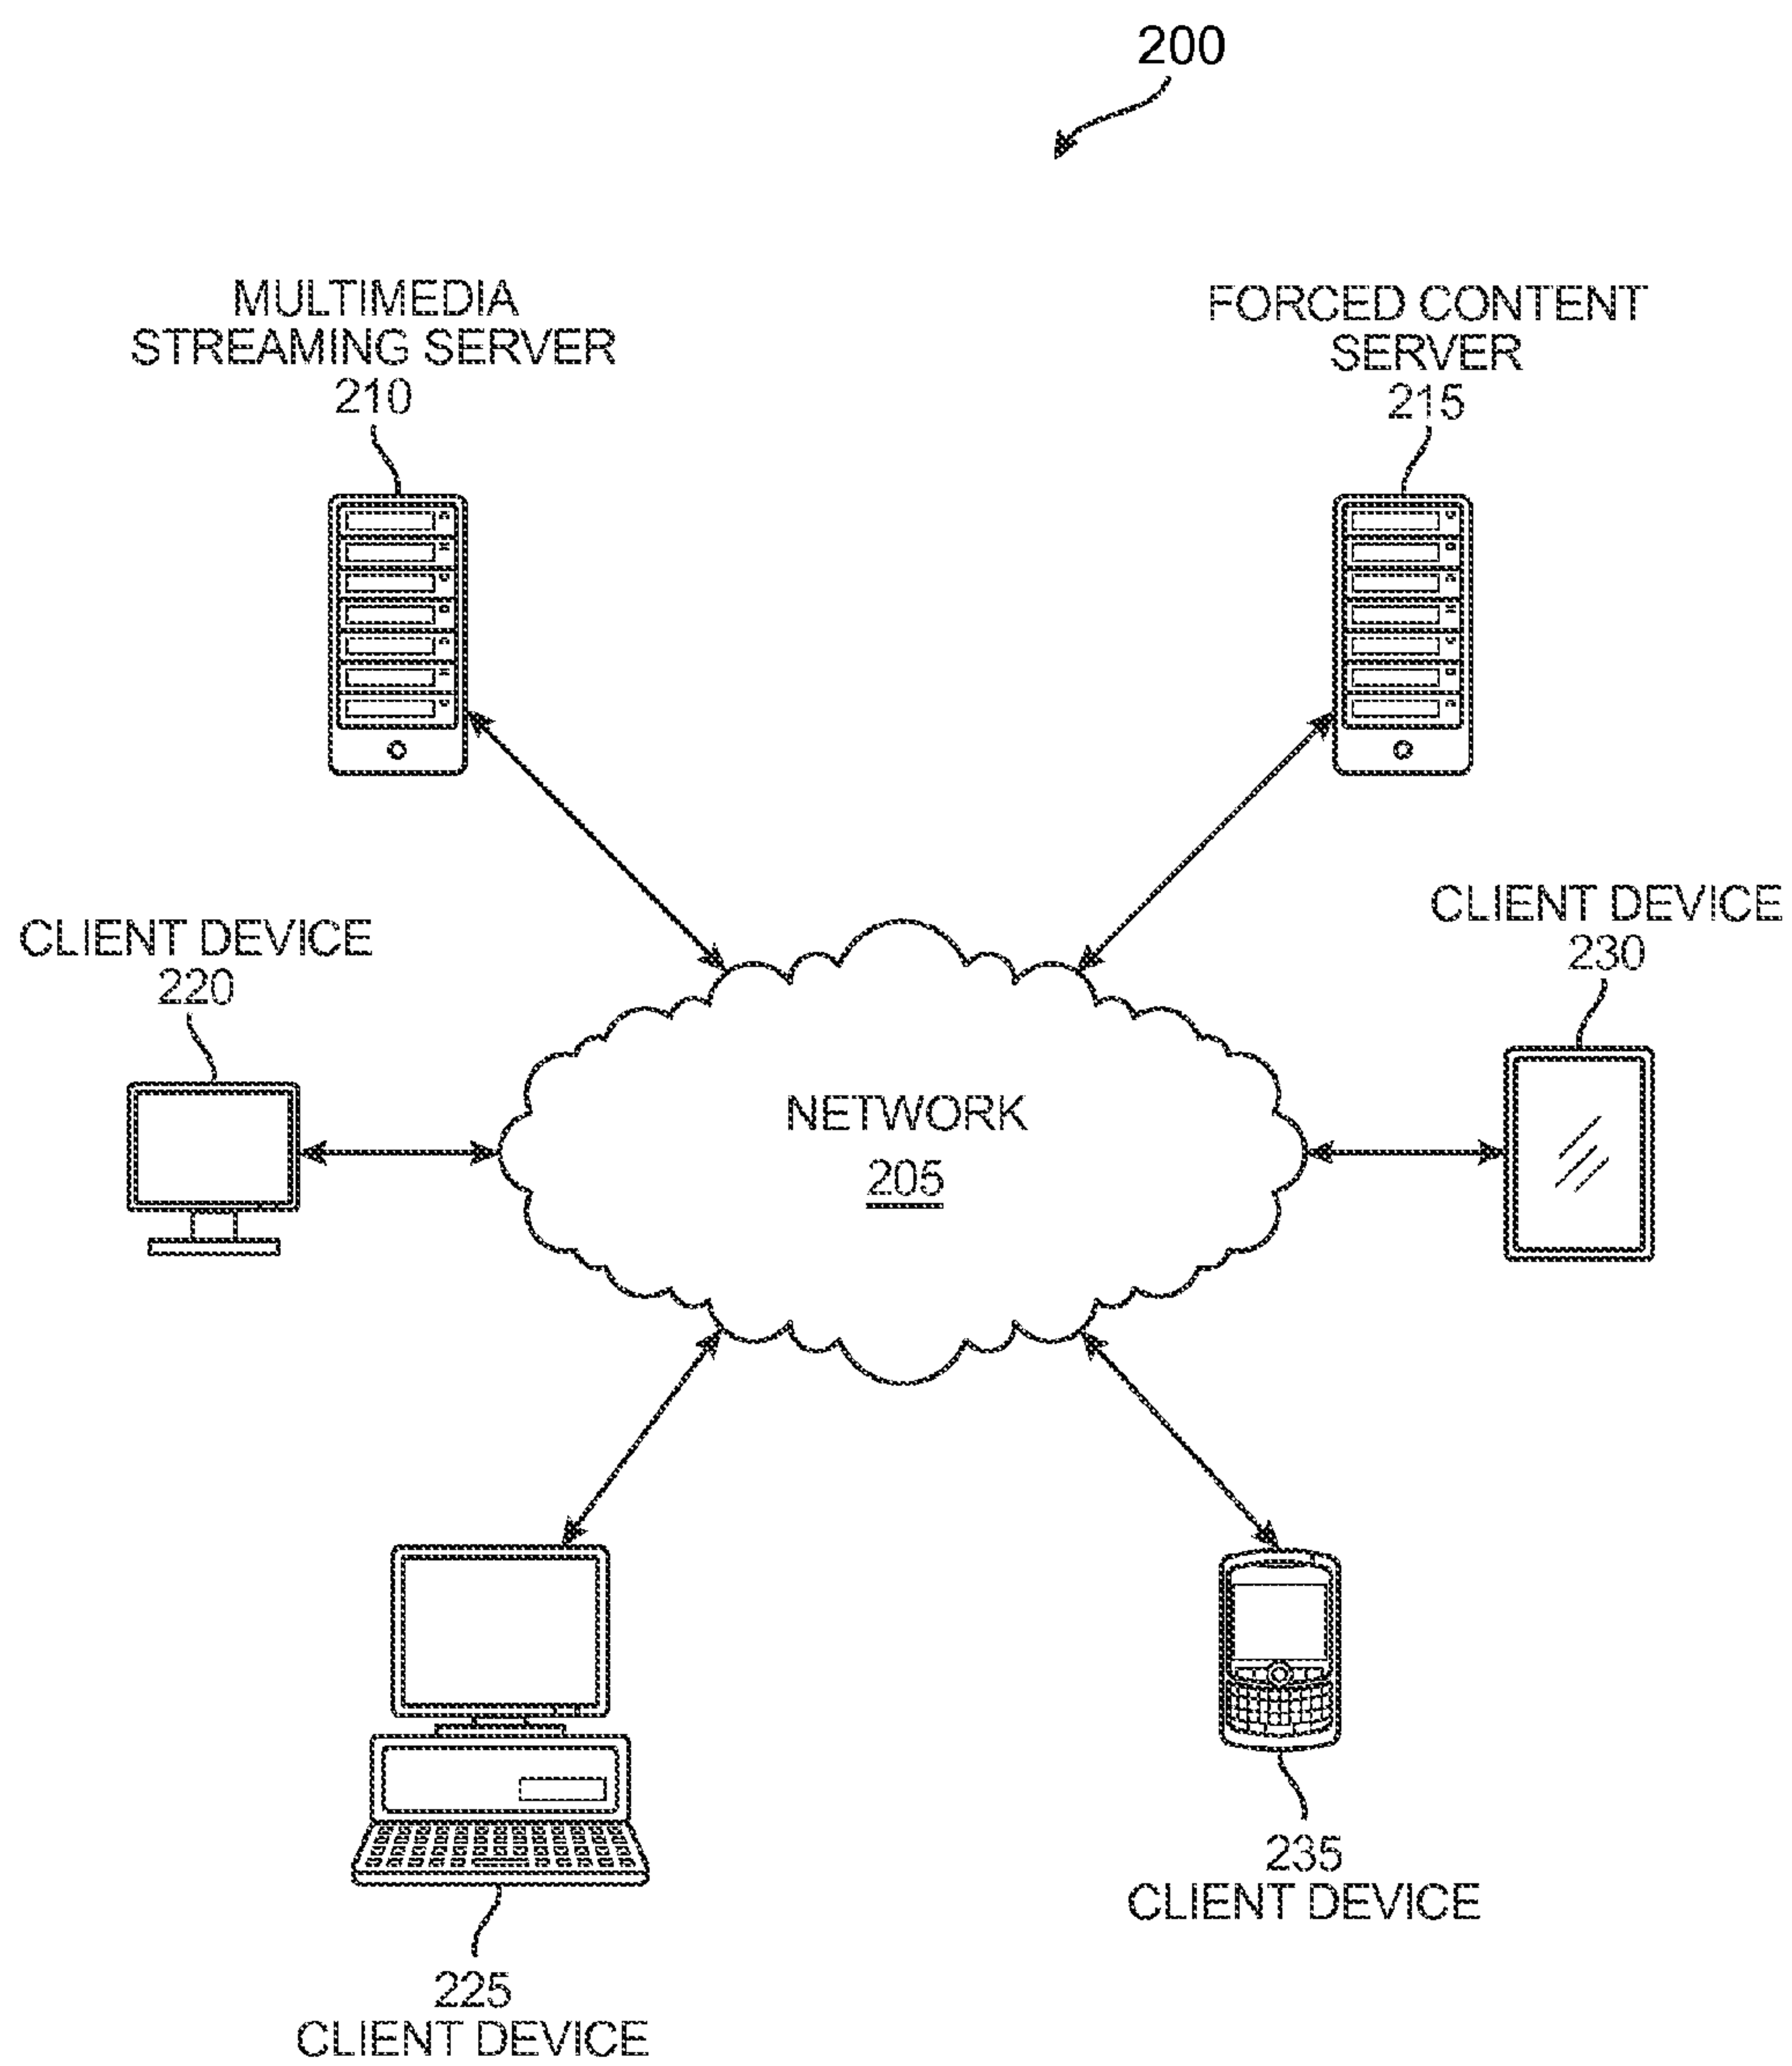 200
MULTIMEDIA
STREAMING SERVER
210
FORCED CONTENT
SERVER
215
CLIENT DEVICE
220
CLIENT DEVICE
230
NETWORK
205
235
CLIENT DEVICE
225
CLIENT DEVICE